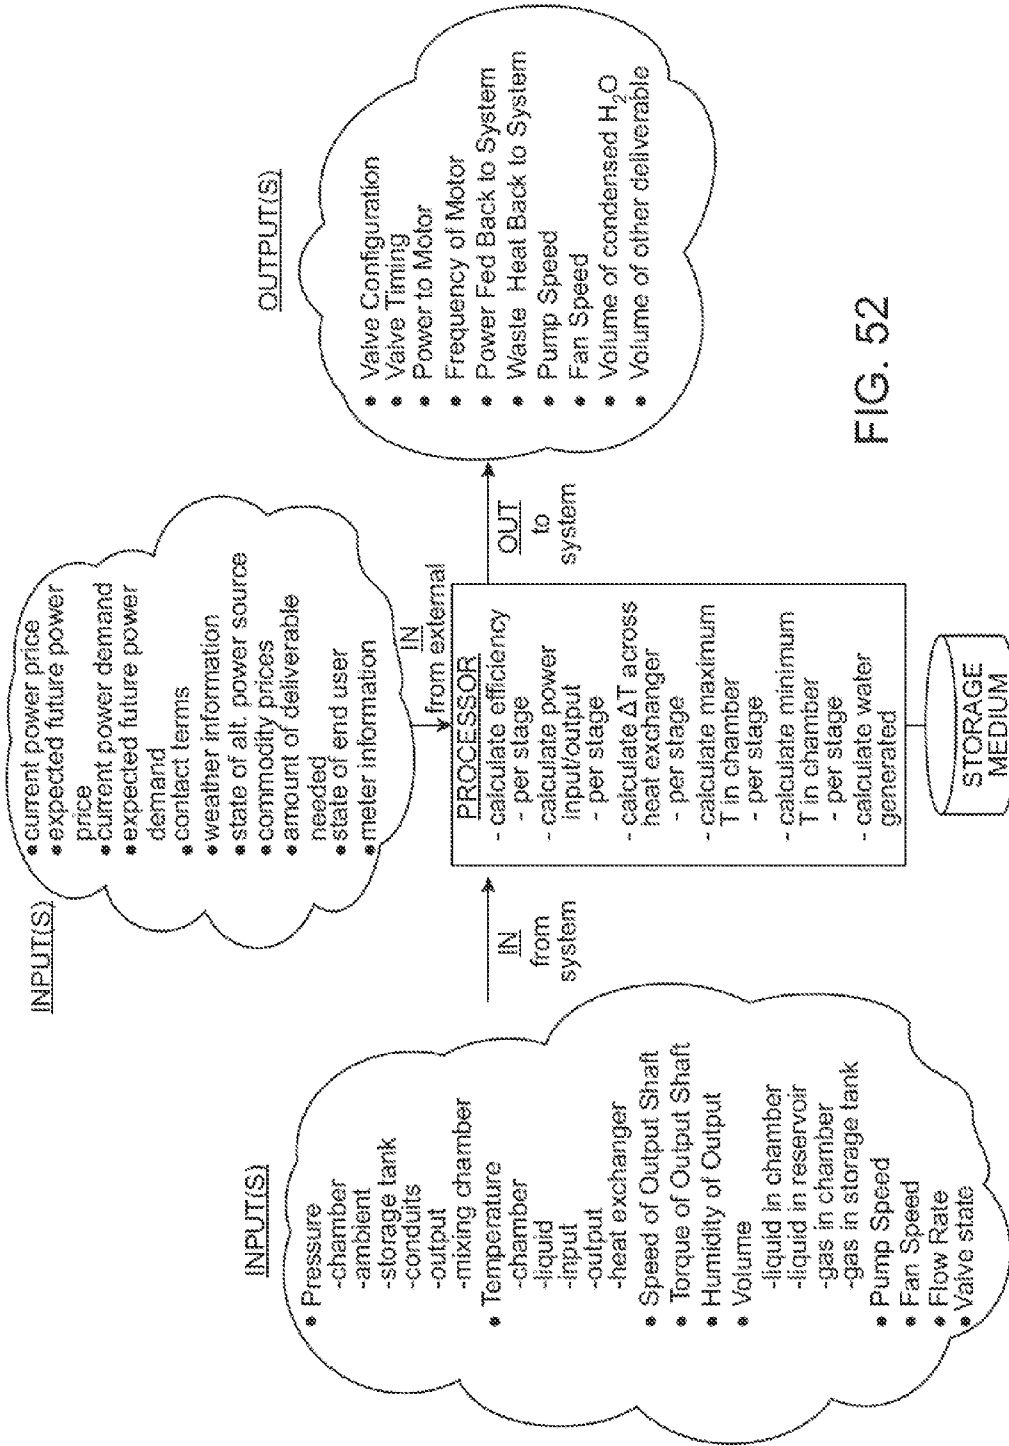 INPUT(S)
• Pressure
-chamber
-ambient
-storage tank
-conduits
-output
-mixing chamber
• Temperature
-chamber
-liquid
-input
-output
-heat exchanger
• Speed of Output Shaft
• Torque of Output Shaft
• Humidity of Output
• Volume
-liquid in chamber
-liquid in reservoir
-gas in chamber
-gas in storage tank
• Pump Speed
• Fan Speed
• Flow Rate
• Valve state
IN
from
system
INPUT(S)
• current power price
• expected future power
price
• current power demand
• expected future power
demand
• contact terms
• weather information
• state of alt. power source
• commodity prices
• amount of deliverable
needed
• state of end user
• meter information
IN
from external
PROCESSOR
- calculate efficiency
- per stage
- calculate power
input/output
- per stage
- calculate ΔT across
heat exchanger
- per stage
- calculate maximum
T in chamber
- per stage
- calculate minimum
T in chamber
- per stage
- calculate water
generated
STORAGE
MEDIUM
OUT
to
system
OUTPUT(S)
• Valve Configuration
• Valve Timing
• Power to Motor
• Frequency of Motor
• Power Fed Back to System
• Waste Heat Back to System
• Pump Speed
• Fan Speed
• Volume of condensed H₂O
• Volume of other deliverable
FIG. 52